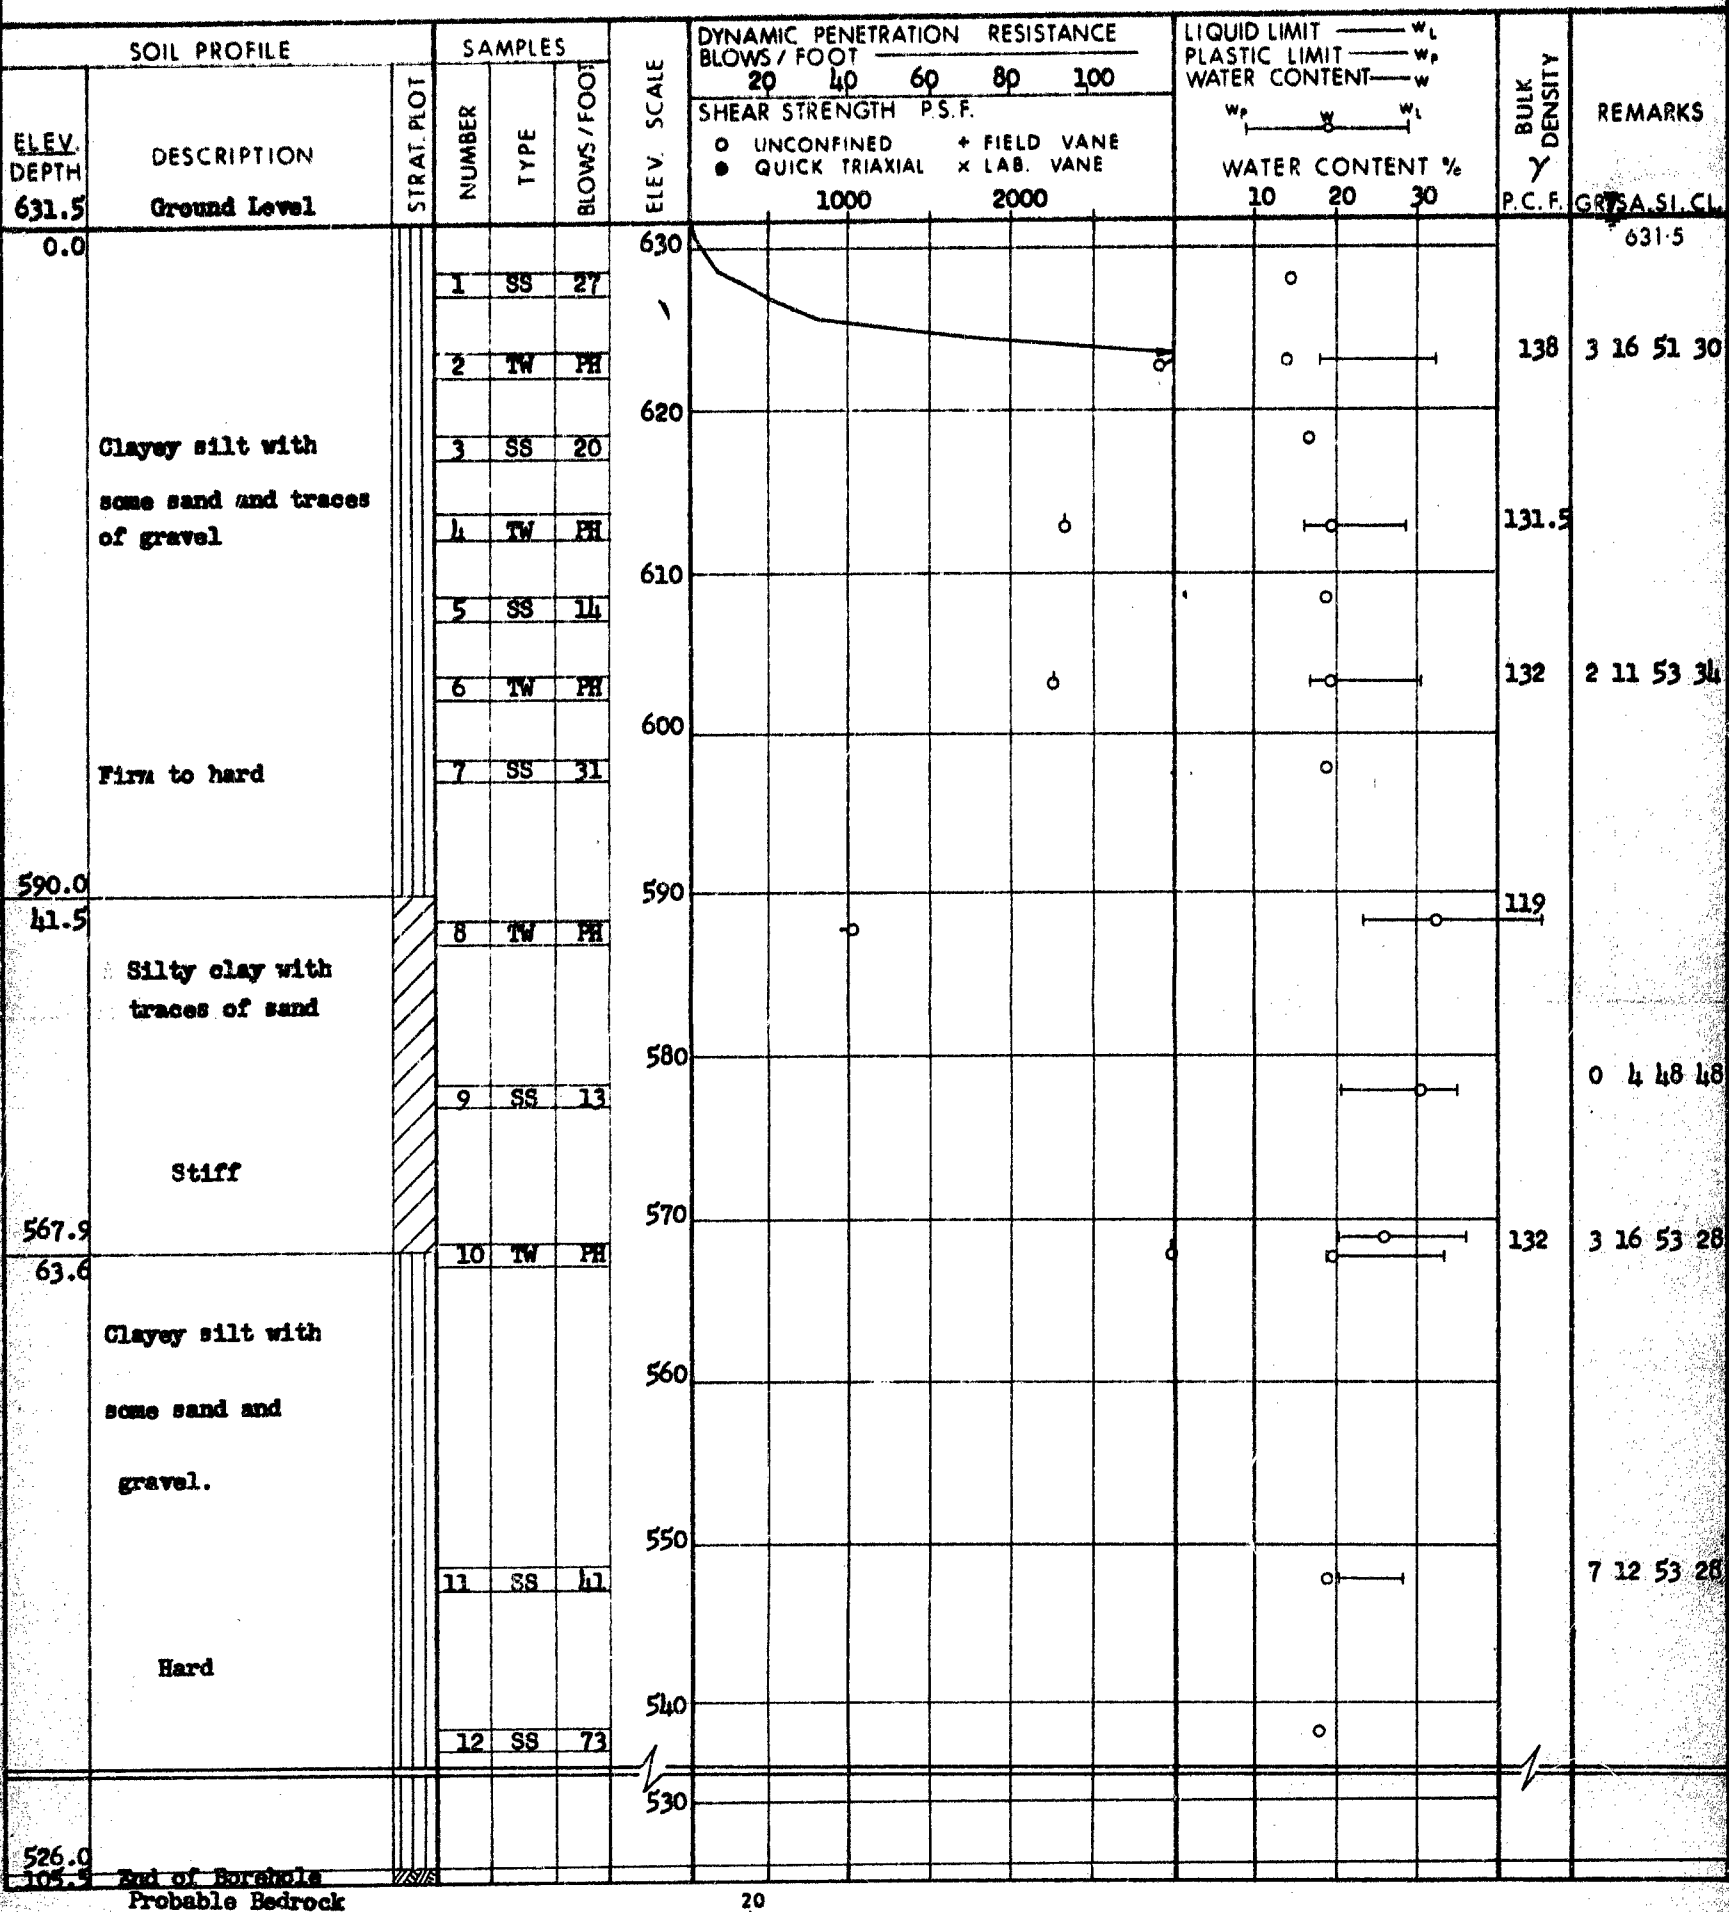 SOIL PROFILE
SAMPLES
ELEV. SCALE
DYNAMIC PENETRATION RESISTANCE
BLOWS / FOOT
20 40 60 80 100
SHEAR STRENGTH P.S.F.
o UNCONFINED + FIELD VANE
● QUICK TRIAXIAL x LAB. VANE
1000 2000
LIQUID LIMIT — wL
PLASTIC LIMIT — wP
WATER CONTENT — w
wP w wL
WATER CONTENT %
10 20 30
BULK DENSITY
γ
P.C.F.
REMARKS
GR. SA. SI. CL.
631.5
ELEV.
DEPTH
DESCRIPTION
STRAT. PLOT
NUMBER
TYPE
BLOWS / FOOT
631.5 Ground Level
0.0
630
1 SS 27
2 TW PH
138 3 16 51 30
620
Clayey silt with
3 SS 20
some sand and traces
of gravel
4 TW PH
131.5
610
5 SS 14
6 TW PH
132 2 11 53 34
600
Firm to hard
7 SS 31
590.0
590
41.5
119
8 TW PH
Silty clay with
traces of sand
580
0 4 48 48
9 SS 13
Stiff
570
567.9
10 TW PH
132 3 16 53 28
63.6
Clayey silt with
560
some sand and
gravel.
550
11 SS 41
7 12 53 28
Hard
540
12 SS 73
530
526.0
105.5 End of Borehole
Probable Bedrock
20